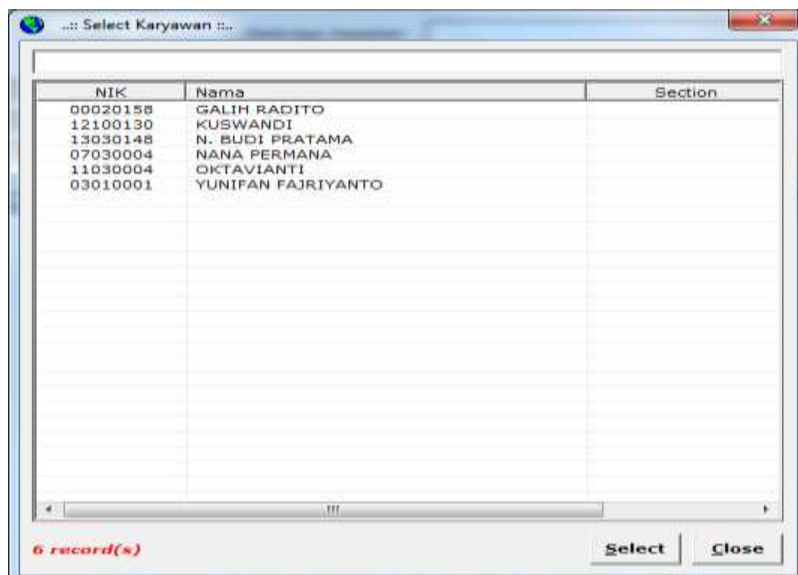 ..:: Select Karyawan ::..
NIK Nama Section
00020158 GALIH RADITO
12100130 KUSWANDI
13030148 N. BUDI PRATAMA
07030004 NANA PERMANA
11030004 OKTAVIANTI
03010001 YUNIFAN FAJRIYANTO
6 record(s) Select Close